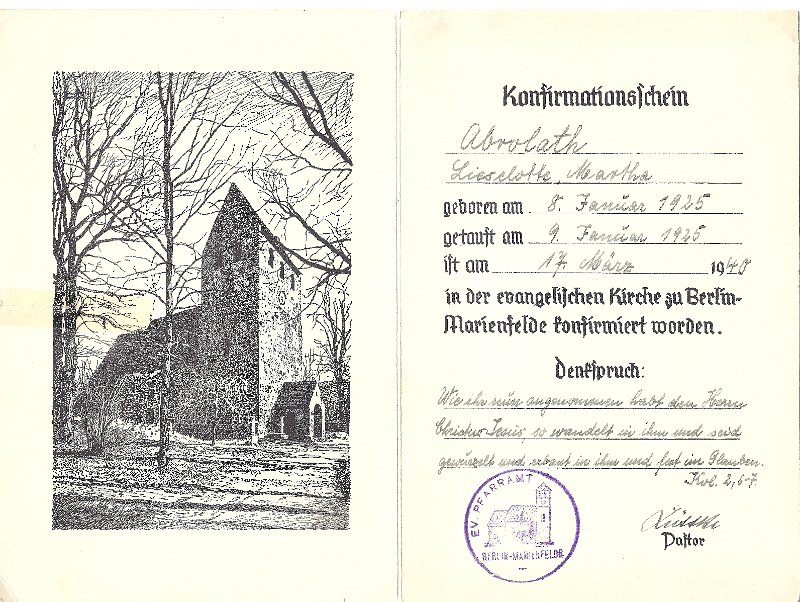 Konfirmationsschein
Abrolath
Lieselotte, Martha
geboren am 8. Januar 1925
getauft am 9. Januar 1925
ist am 17. März 1940
in der evangelischen Kirche zu Berlin-
Marienfelde konfirmiert worden.
Denkspruch:
Wie ihr nun angenommen habt den Herrn
Christus Jesus, so wandelt in ihm und seid
gewurzelt und erbaut in ihm und fest im Glauben.
Kol. 2, 6-7.
EV. PFARRAMT
BERLIN-MARIENFELDE
Pastor